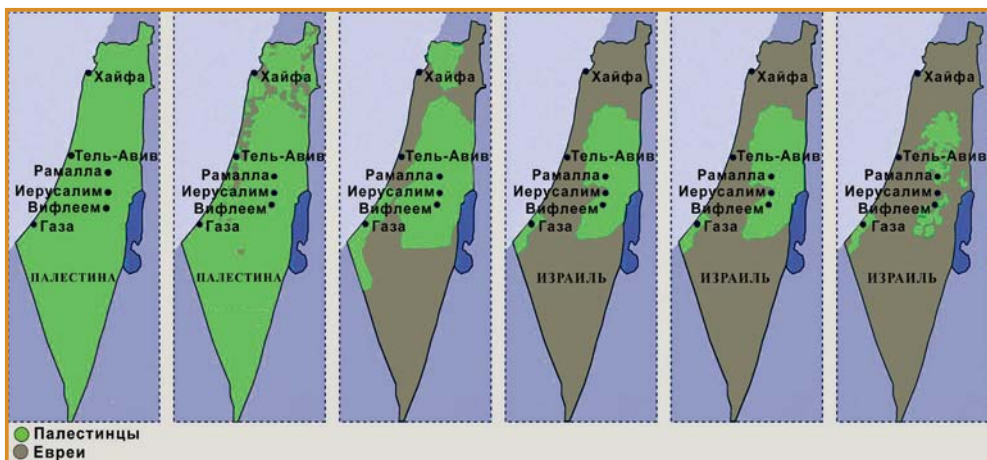 Хайфа
Тель-Авив
Рамалла
Иерусалим
Вифлеем
Газа
ПАЛЕСТИНА
Хайфа
Тель-Авив
Рамалла
Иерусалим
Вифлеем
Газа
ПАЛЕСТИНА
Хайфа
Тель-Авив
Рамалла
Иерусалим
Вифлеем
Газа
Хайфа
Тель-Авив
Рамалла
Иерусалим
Вифлеем
Газа
ИЗРАИЛЬ
Хайфа
Тель-Авив
Рамалла
Иерусалим
Вифлеем
Газа
ИЗРАИЛЬ
Хайфа
Тель-Авив
Рамалла
Иерусалим
Вифлеем
Газа
ИЗРАИЛЬ
Палестинцы
Евреи